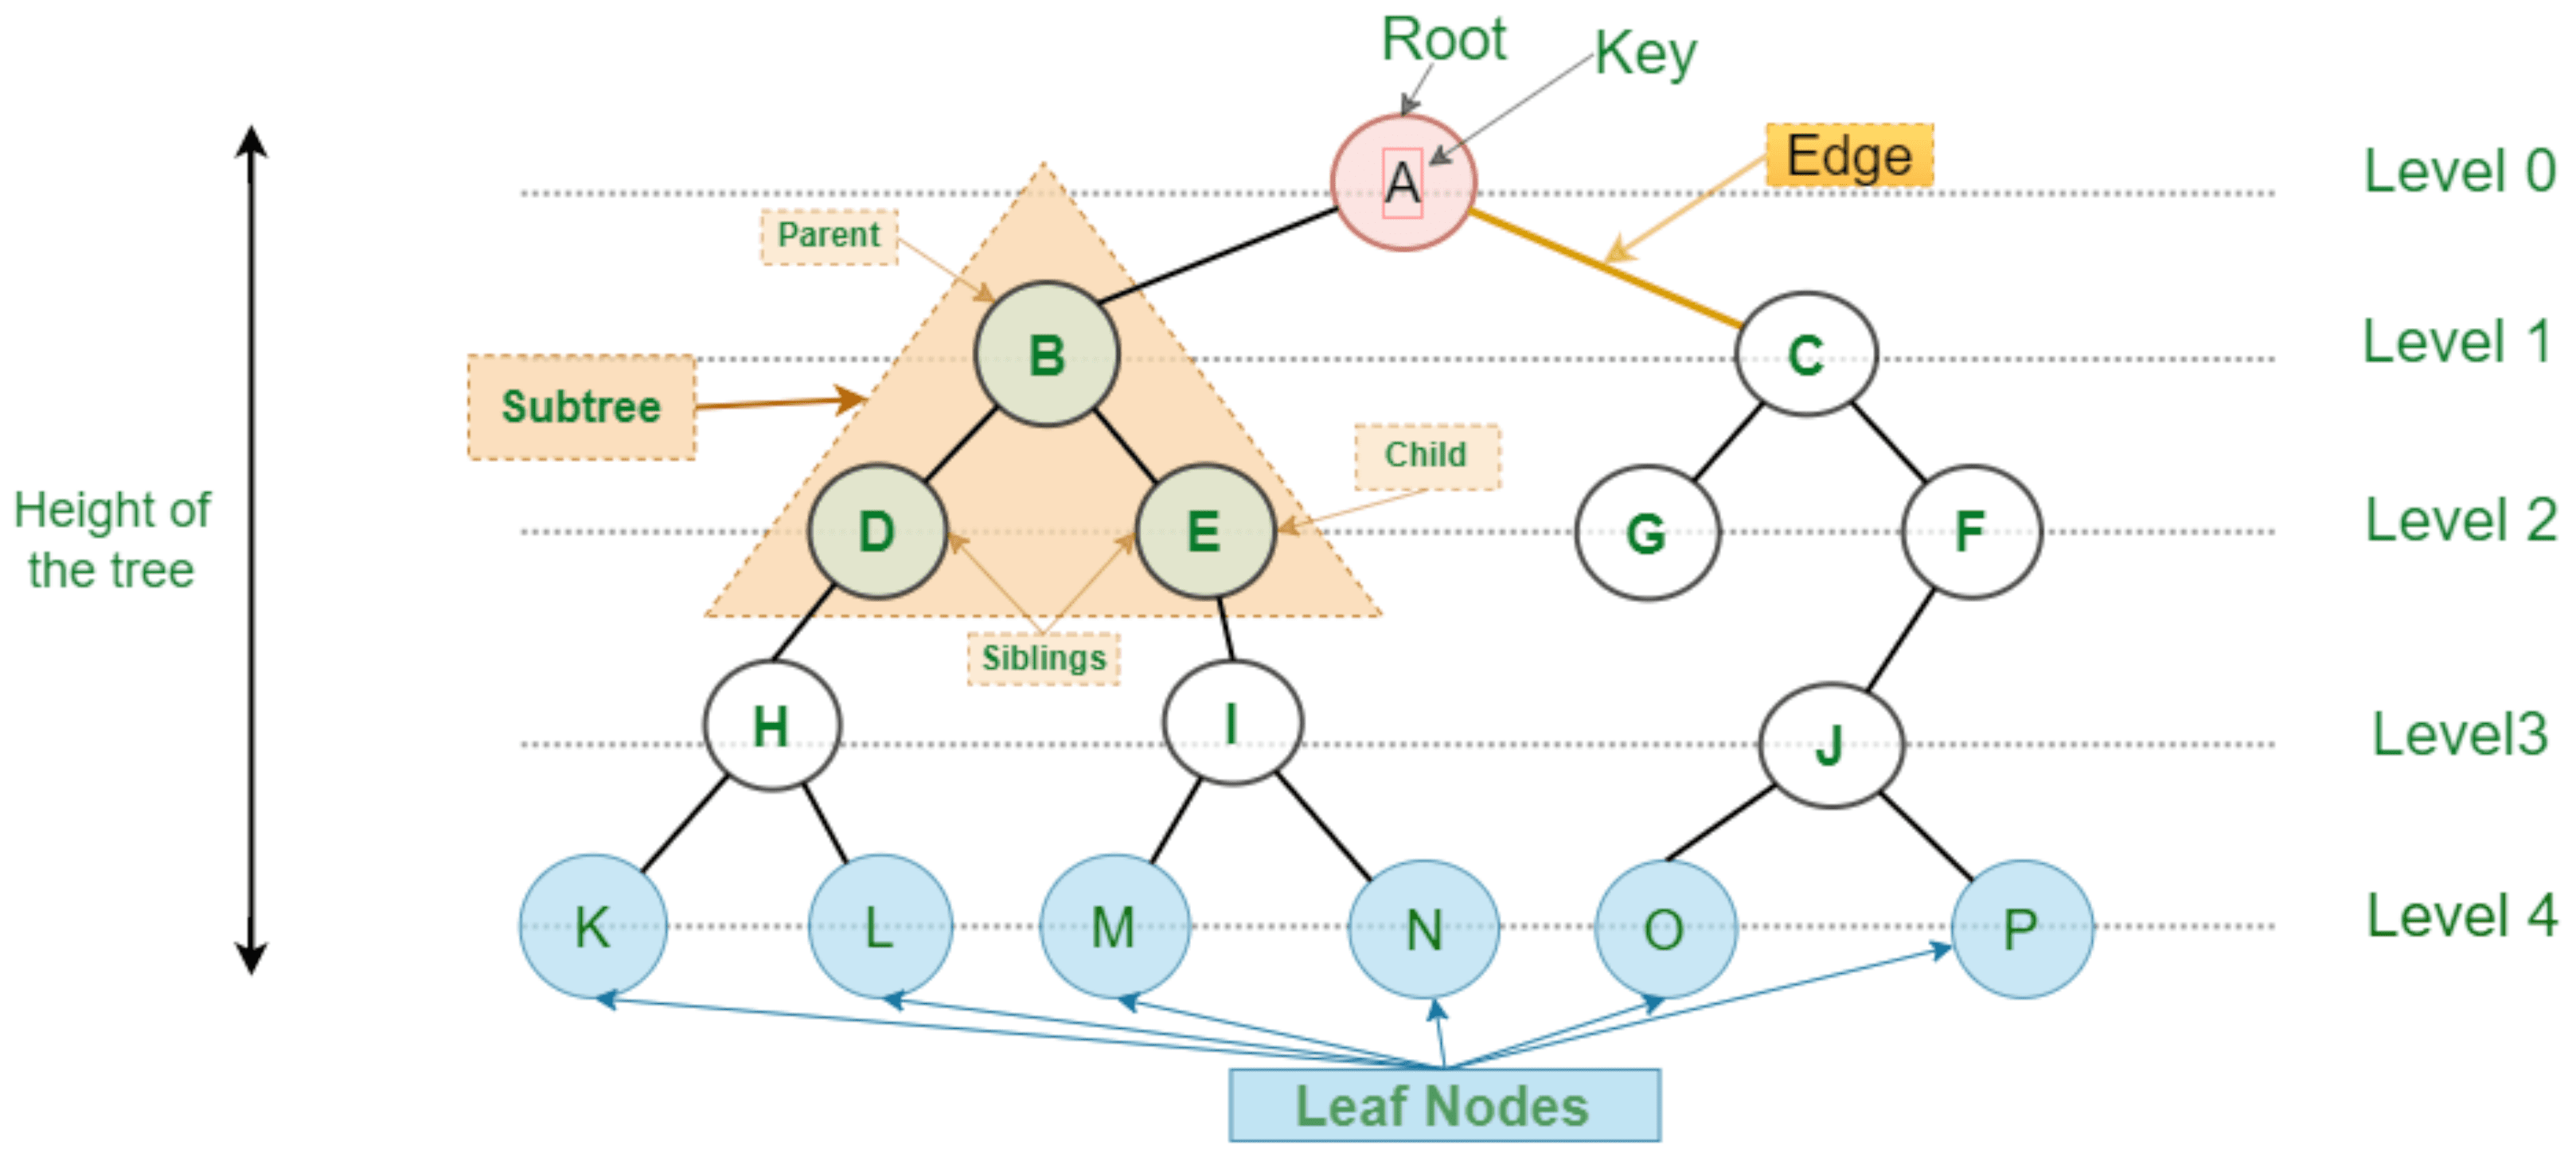 Root
Key
A
Edge
Level 0
Parent
B
C
Level 1
Subtree
Child
Height of
the tree
D
E
G
F
Level 2
Siblings
H
I
J
Level3
K
L
M
N
O
P
Level 4
Leaf Nodes